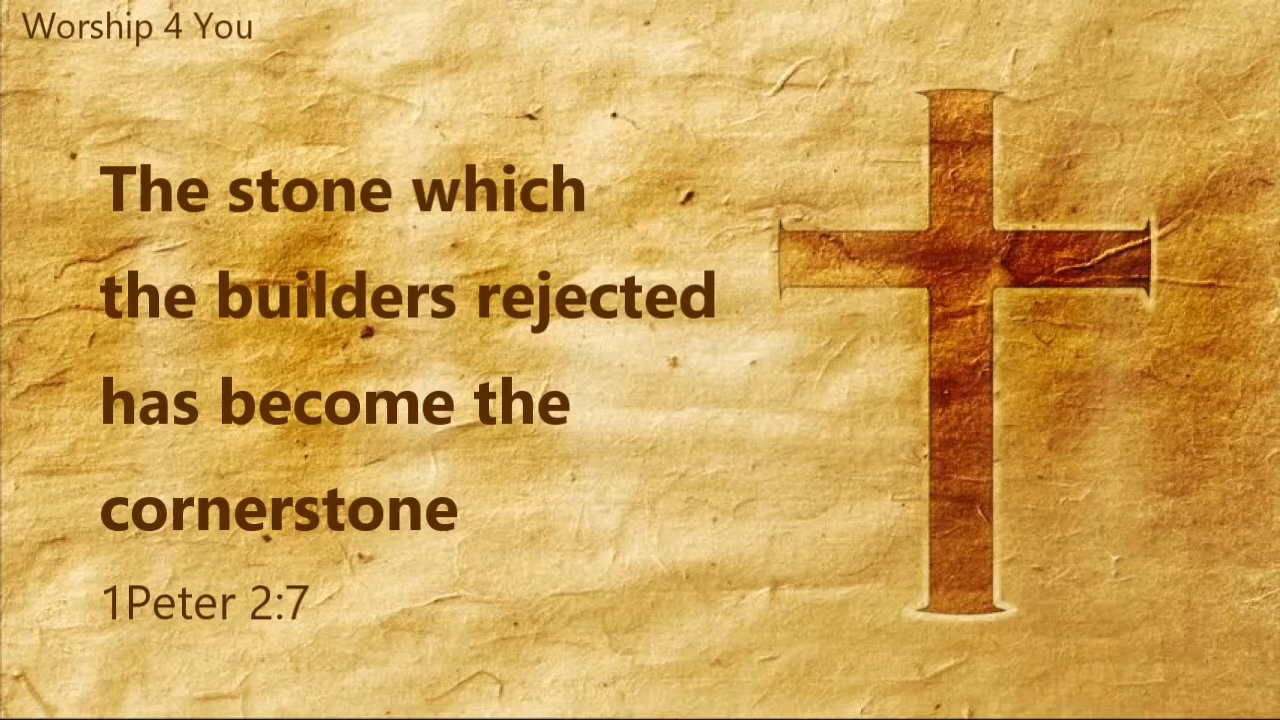 Worship 4 You
The stone which
the builders rejected
has become the
cornerstone
1Peter 2:7